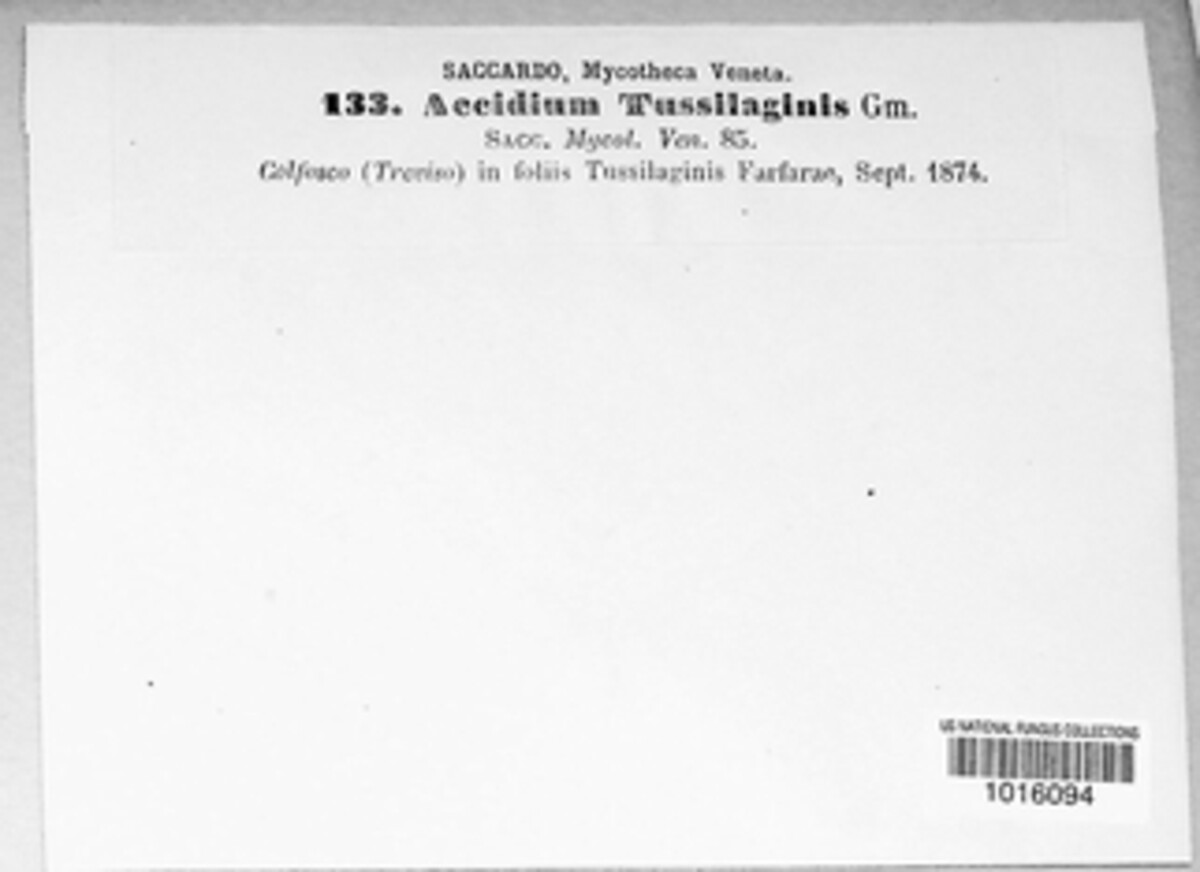 SACCARDO, Mycotheca Veneta.
133. Aecidium Tussilaginis Gm.
SACC. Mycol. Ven. 85.
Colfosco (Treviso) in foliis Tussilaginis Farfarae, Sept. 1874.
US NATIONAL FUNGUS COLLECTIONS
1016094